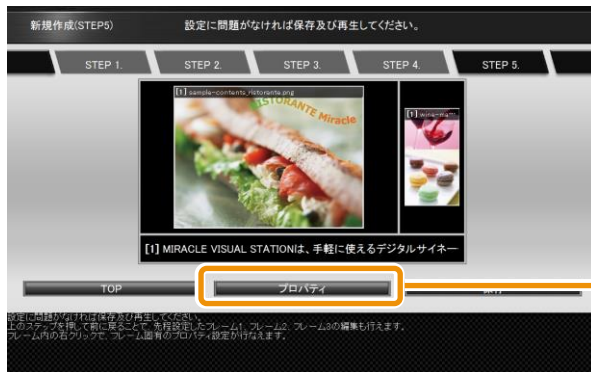 新規作成(STEP5)
設定に問題がなければ保存及び再生してください。
STEP 1.
STEP 2.
STEP 3.
STEP 4.
STEP 5.
[1] sample-contents_ristorante.png
RISTORANTE Miracle
[1] wine-ma…
[1] MIRACLE VISUAL STATIONは、手軽に使えるデジタルサイネー
TOP
プロパティ
設定に問題がなければ保存及び再生してください。
上のステップを押して前に戻ることで、先程設定したフレーム1、フレーム2、フレーム3の編集も行えます。
フレーム内の右クリックで、フレーム固有のプロパティ設定が行なえます。